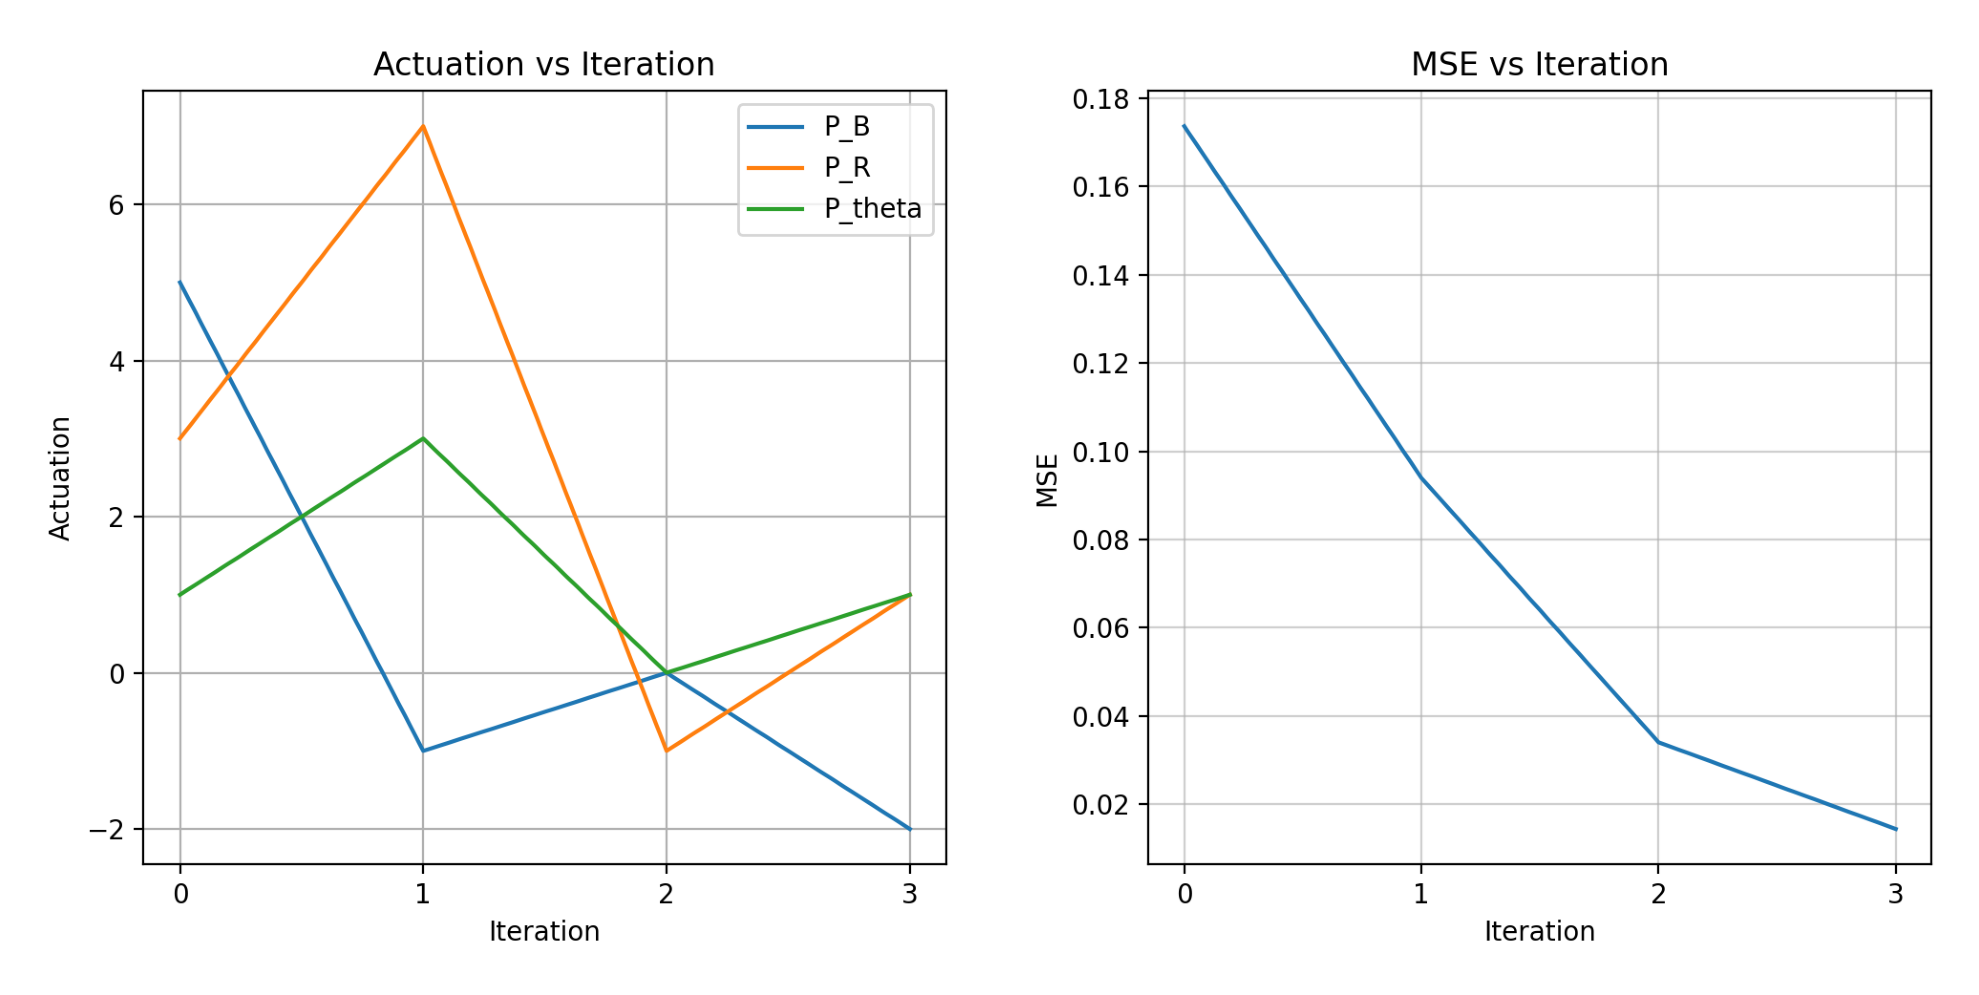 Actuation vs Iteration
P_B
P_R
P_theta
6
4
2
0
−2
Actuation
0
1
2
3
Iteration
MSE vs Iteration
0.18
0.16
0.14
0.12
0.10
0.08
0.06
0.04
0.02
MSE
0
1
2
3
Iteration